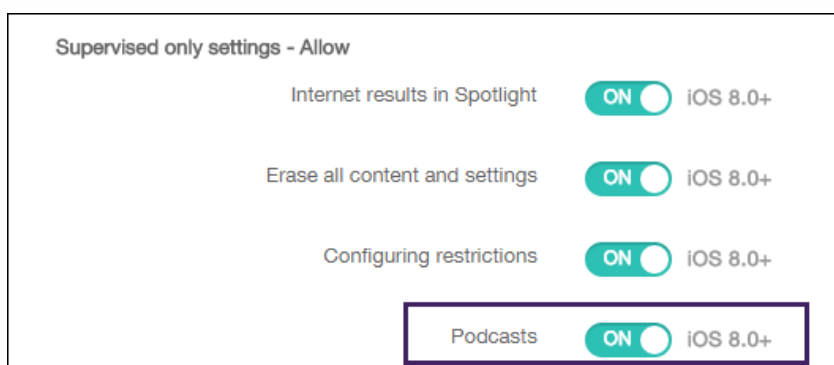 Supervised only settings - Allow
Internet results in Spotlight ON iOS 8.0+
Erase all content and settings ON iOS 8.0+
Configuring restrictions ON iOS 8.0+
Podcasts ON iOS 8.0+